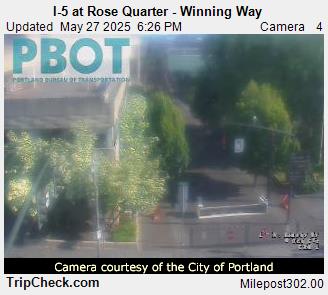 I-5 at Rose Quarter - Winning Way
Updated May 27 2025 6:26 PM Camera 4
PBOT
PORTLAND BUREAU OF TRANSPORTATION
Camera courtesy of the City of Portland
TripCheck.com Milepost302.00